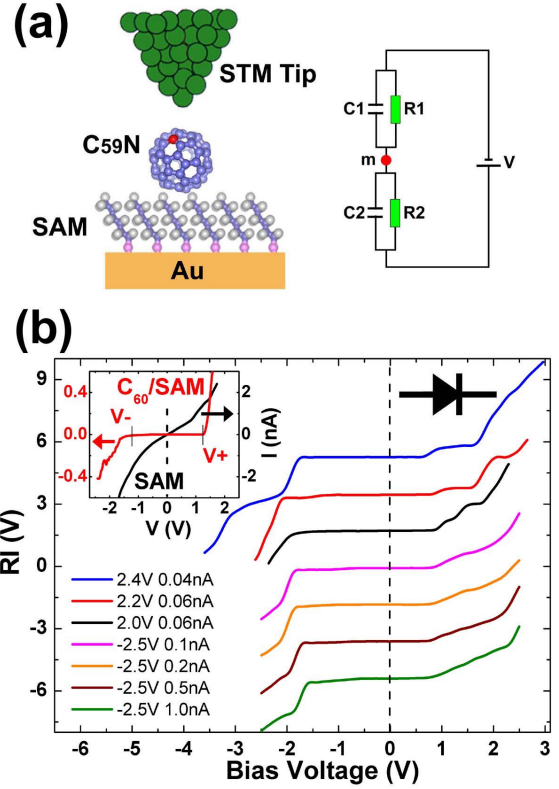 (a)
STM Tip
C59N
SAM
Au
C1
R1
m
V
C2
R2
(b)
9
6
3
0
-3
-6
RI (V)
0.4
0.0
-0.4
C60/SAM
V-
V+
SAM
2
0
-2
I (nA)
-2 -1 0 1 2
V (V)
2.4V 0.04nA
2.2V 0.06nA
2.0V 0.06nA
-2.5V 0.1nA
-2.5V 0.2nA
-2.5V 0.5nA
-2.5V 1.0nA
-6 -5 -4 -3 -2 -1 0 1 2 3
Bias Voltage (V)